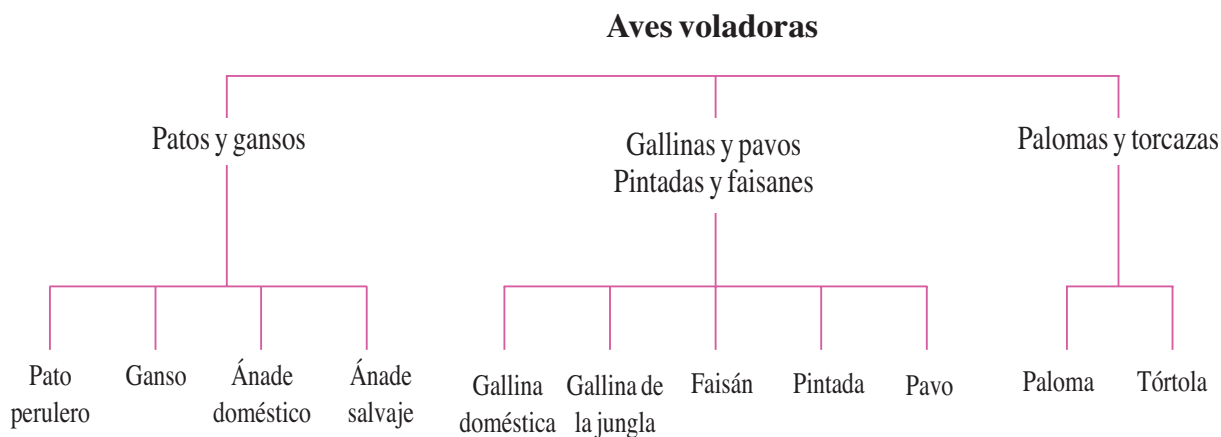 Aves voladoras
Patos y gansos
Gallinas y pavos
Pintadas y faisanes
Palomas y torcazas
Pato
perulero
Ganso
Ánade
doméstico
Ánade
salvaje
Gallina
doméstica
Gallina de
la jungla
Faisán
Pintada
Pavo
Paloma
Tórtola